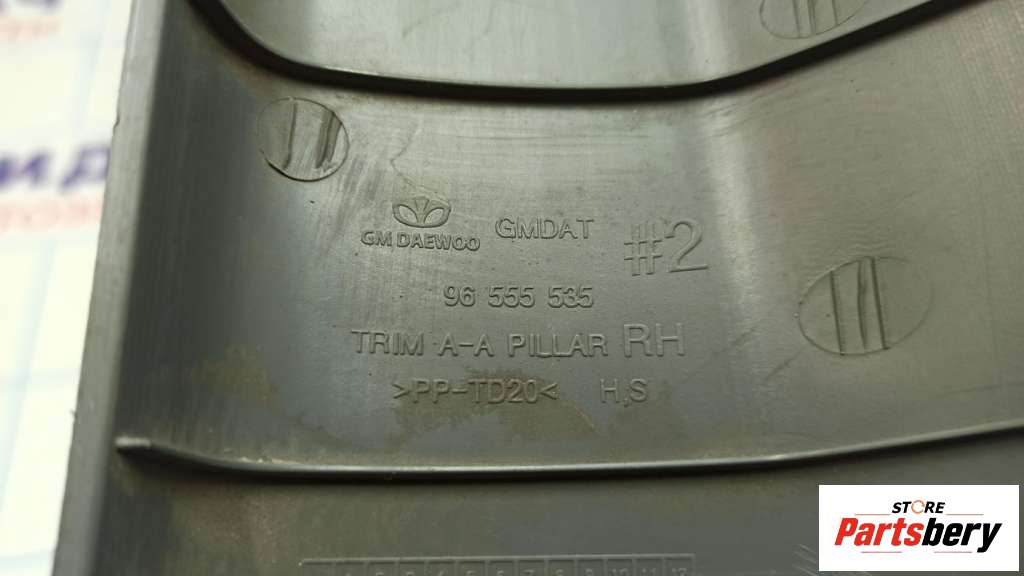 GM DAEWOO GMDAT #2
96 555 535
TRIM A-A PILLAR RH
>PP-TD20< H,S
STORE
Partsbery